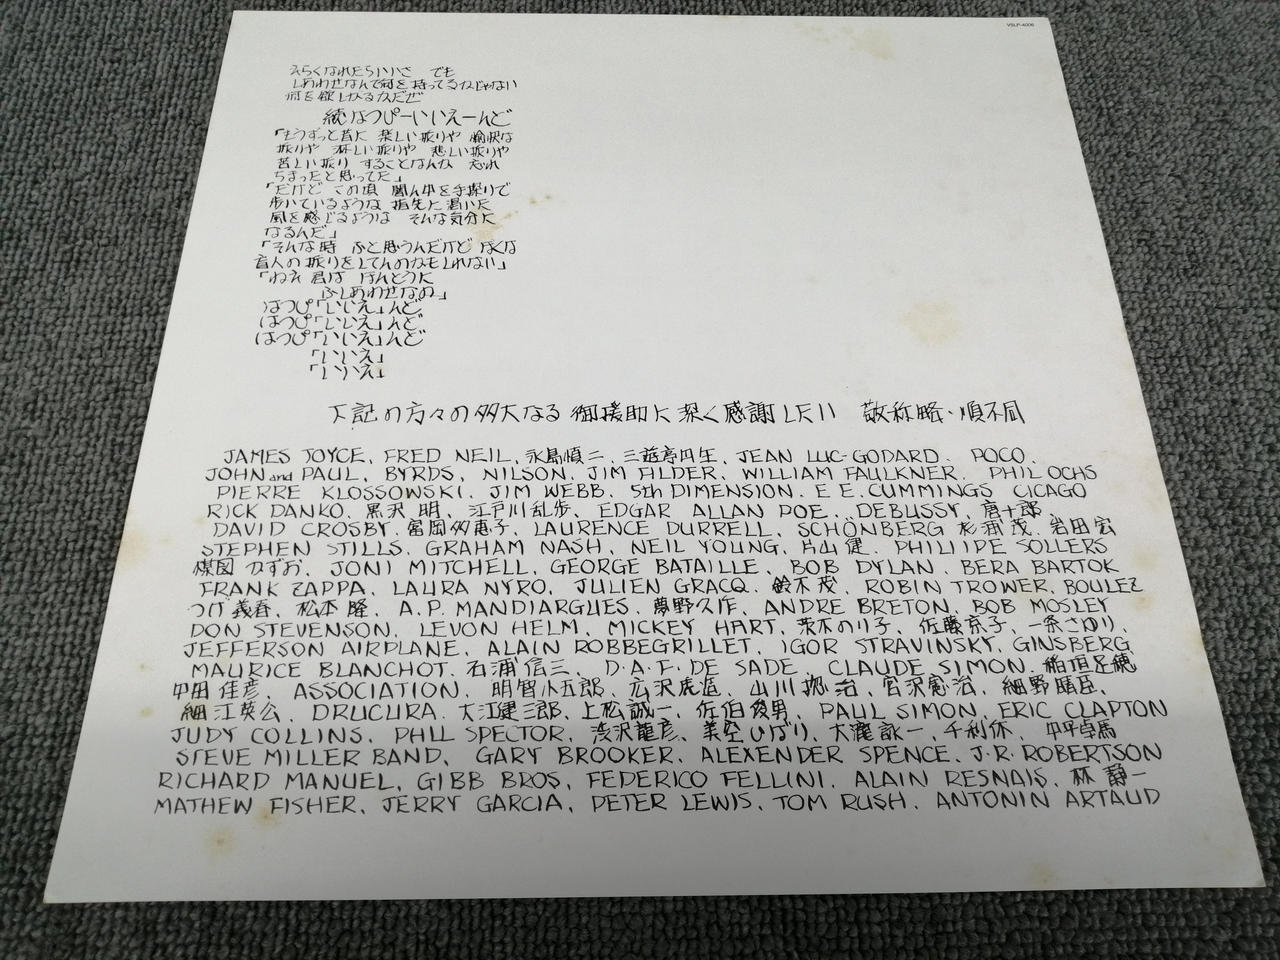 VSLP-4006
えらくなれたらいいさ でも
しあわせなんて何を持ってるかじゃない
何を欲しがるかだぜ
続はっぴーいいえーんど
「もうずっと昔に 楽しい振りや 愉快な
振りや 淋しい振りや 悲しい振りや
苦しい振り することなんか 忘れ
ちまったと思ってた」
「だけど この頃 闇ん中を手探りで
歩いているような 指先に渇いた
風を感じるような そんな気分に
なるんだ」
「そんな時 ふと思うんだけど ぼくは
盲人の振りをしてんのかもしれない」
「ねえ 君は ほんとうに
ふしあわせなの」
はっぴ「いいえ」んど
はっぴ「いいえ」んど
はっぴ「いいえ」んど
「いいえ」
「いいえ」
下記の方々の多大なる御援助に深く感謝したい 敬称略・順不同
JAMES JOYCE, FRED NEIL, 永島慎二, 三遊亭円生, JEAN LUC-GODARD. POCO.
JOHN and PAUL, BYRDS, NILSON, JIM FILDER, WILLIAM FAULKNER. PHIL OCHS
PIERRE KLOSSOWSKI, JIM WEBB, 5th DIMENSION. E E. CUMMINGS CICAGO
RICK DANKO, 黒沢 明, 江戸川乱歩, EDGAR ALLAN POE, DEBUSSY, 唐十郎,
DAVID CROSBY, 富岡多恵子, LAURENCE DURRELL, SCHÖNBERG 杉浦茂, 岩田宏
STEPHEN STILLS, GRAHAM NASH, NEIL YOUNG, 片山健. PHILIPPE SOLLERS
楳図かずお, JONI MITCHELL, GEORGE BATAILLE, BOB DYLAN, BERA BARTOK
FRANK ZAPPA, LAURA NYRO, JULIEN GRACQ. 鈴木茂, ROBIN TROWER, BOULEZ
つげ義春, 松本隆, A.P. MANDIARGUES, 夢野久作, ANDRE BRETON, BOB MOSLEY
DON STEVENSON, LEVON HELM, MICKEY HART, 茨木のり子, 佐藤京子, 一条さゆり,
JEFFERSON AIRPLANE, ALAIN ROBBEGRILLET, IGOR STRAVINSKY, GINSBERG
MAURICE BLANCHOT, 石浦信三, D.A.F. DE SADE, CLAUDE SIMON. 稲垣足穂
中田佳彦, ASSOCIATION, 明智小五郎, 広沢虎造, 山川惣治, 宮沢憲治, 細野晴臣,
細江英公, DRUCURA. 大江健三郎, 上松誠一, 佐伯俊男, PAUL SIMON, ERIC CLAPTON
JUDY COLLINS, PHIL SPECTOR, 浅沢龍彦, 美空ひばり, 大瀧詠一, 千利休, 中平卓馬
STEVE MILLER BAND, GARY BROOKER, ALEXENDER SPENCE, J.R. ROBERTSON
RICHARD MANUEL, GIBB BROS, FEDERICO FELLINI, ALAIN RESNAIS, 林 静一
MATHEW FISHER, JERRY GARCIA, PETER LEWIS, TOM RUSH, ANTONIN ARTAUD